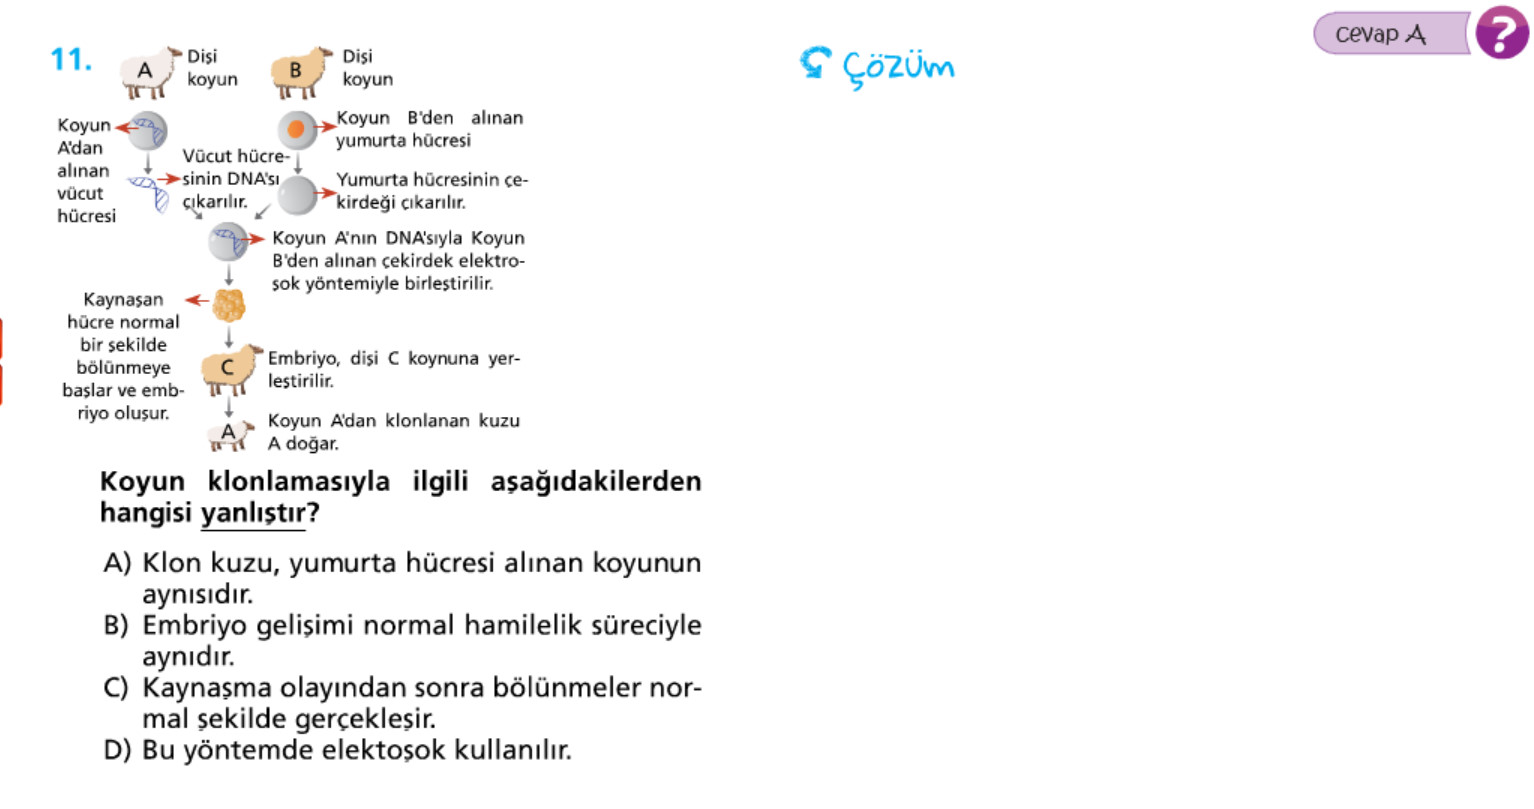 Cevap A
?
11.
A
Dişi
koyun
B
Dişi
koyun
Koyun
A'dan
alınan
vücut
hücresi
Koyun B'den alınan
yumurta hücresi
Vücut hücre-
sinin DNA'sı
çıkarılır.
Yumurta hücresinin çe-
kirdeği çıkarılır.
Koyun A'nın DNA'sıyla Koyun
B'den alınan çekirdek elektro-
şok yöntemiyle birleştirilir.
Kaynaşan
hücre normal
bir şekilde
bölünmeye
başlar ve emb-
riyo oluşur.
C
Embriyo, dişi C koynuna yer-
leştirilir.
A
Koyun A'dan klonlanan kuzu
A doğar.
Koyun klonlamasıyla ilgili aşağıdakilerden
hangisi yanlıştır?
A) Klon kuzu, yumurta hücresi alınan koyunun
aynısıdır.
B) Embriyo gelişimi normal hamilelik süreciyle
aynıdır.
C) Kaynaşma olayından sonra bölünmeler nor-
mal şekilde gerçekleşir.
D) Bu yöntemde elektoşok kullanılır.
Çözüm